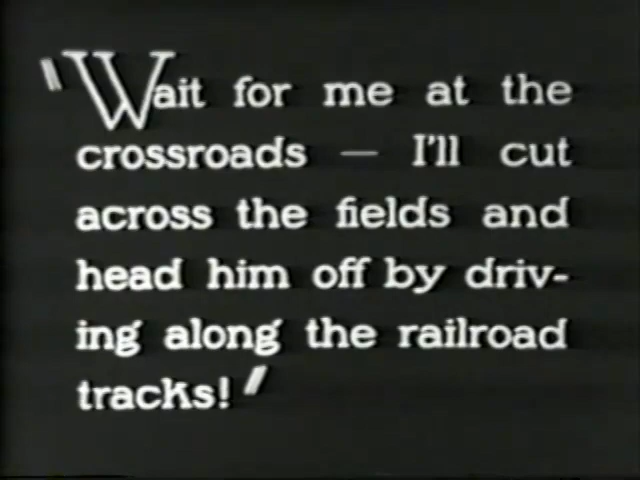 "Wait for me at the
crossroads — I'll cut
across the fields and
head him off by driv-
ing along the railroad
tracks!"